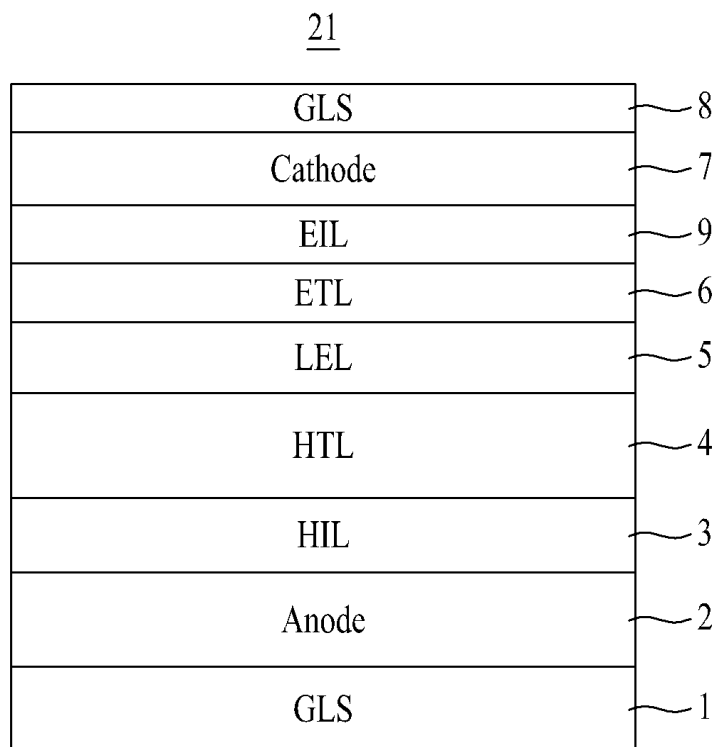 21
GLS 8
Cathode 7
EIL 9
ETL 6
LEL 5
HTL 4
HIL 3
Anode 2
GLS 1